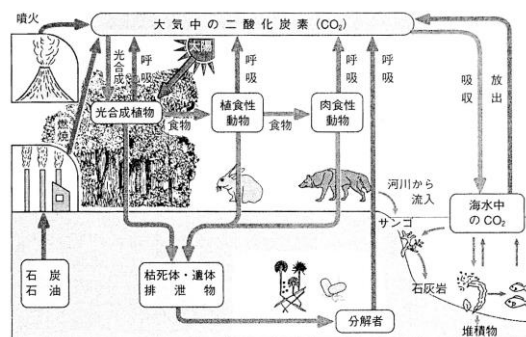 噴火
大気中の二酸化炭素(CO₂)
光合成
呼吸
太陽
呼吸
呼吸
呼吸
吸収
放出
燃焼
光合成植物
食物
植食性
動物
食物
肉食性
動物
河川から
流入
海水中
のCO₂
サンゴ
石炭
石油
枯死体・遺体
排泄物
分解者
石灰岩
堆積物